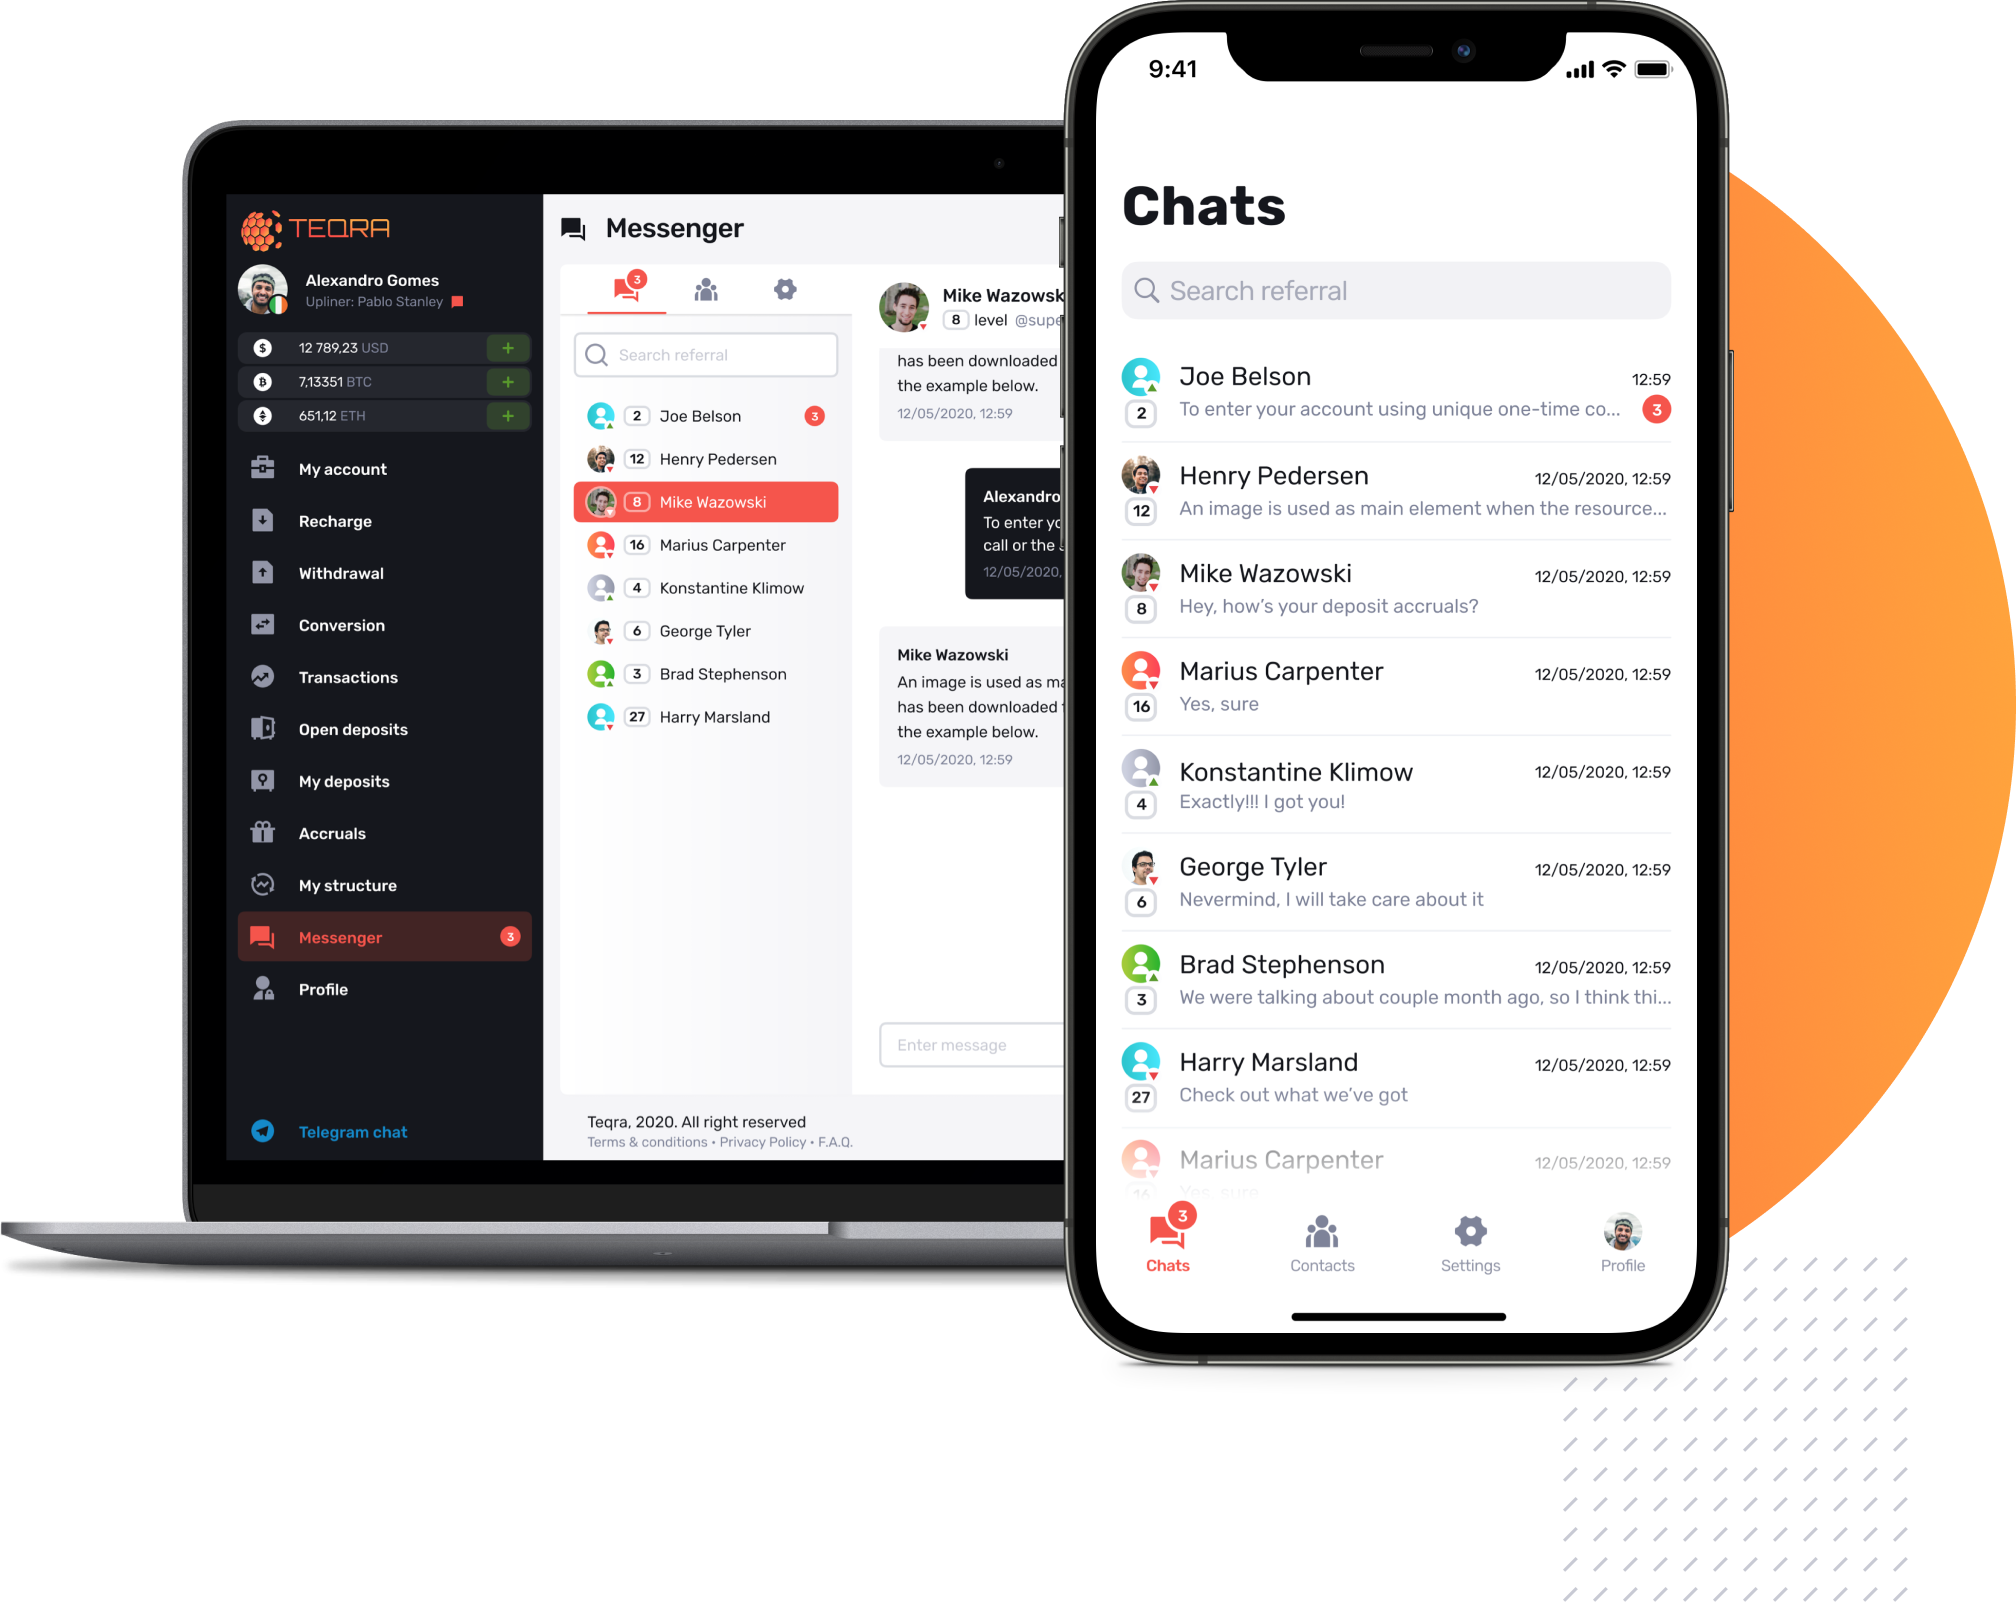 TEQRA
Alexandro Gomes
Upliner: Pablo Stanley
12 789,23 USD
7,13351 BTC
651,12 ETH
My account
Recharge
Withdrawal
Conversion
Transactions
Open deposits
My deposits
Accruals
My structure
Messenger 3
Profile
Telegram chat
Messenger
3
Search referral
2 Joe Belson 3
12 Henry Pedersen
8 Mike Wazowski
16 Marius Carpenter
4 Konstantine Klimow
6 George Tyler
3 Brad Stephenson
27 Harry Marsland
Mike Wazowsk
8 level @supe
has been downloaded
the example below.
12/05/2020, 12:59
Alexandro
To enter yo
call or the
12/05/2020,
Mike Wazowski
An image is used as ma
has been downloaded
the example below.
12/05/2020, 12:59
Enter message
Teqra, 2020. All right reserved
Terms & conditions • Privacy Policy • F.A.Q.
9:41
Chats
Search referral
Joe Belson 12:59
2 To enter your account using unique one-time co... 3
Henry Pedersen 12/05/2020, 12:59
12 An image is used as main element when the resource...
Mike Wazowski 12/05/2020, 12:59
8 Hey, how’s your deposit accruals?
Marius Carpenter 12/05/2020, 12:59
16 Yes, sure
Konstantine Klimow 12/05/2020, 12:59
4 Exactly!!! I got you!
George Tyler 12/05/2020, 12:59
6 Nevermind, I will take care about it
Brad Stephenson 12/05/2020, 12:59
3 We were talking about couple month ago, so I think thi...
Harry Marsland 12/05/2020, 12:59
27 Check out what we’ve got
Marius Carpenter 12/05/2020, 12:59
16 Yes, sure
3
Chats Contacts Settings Profile